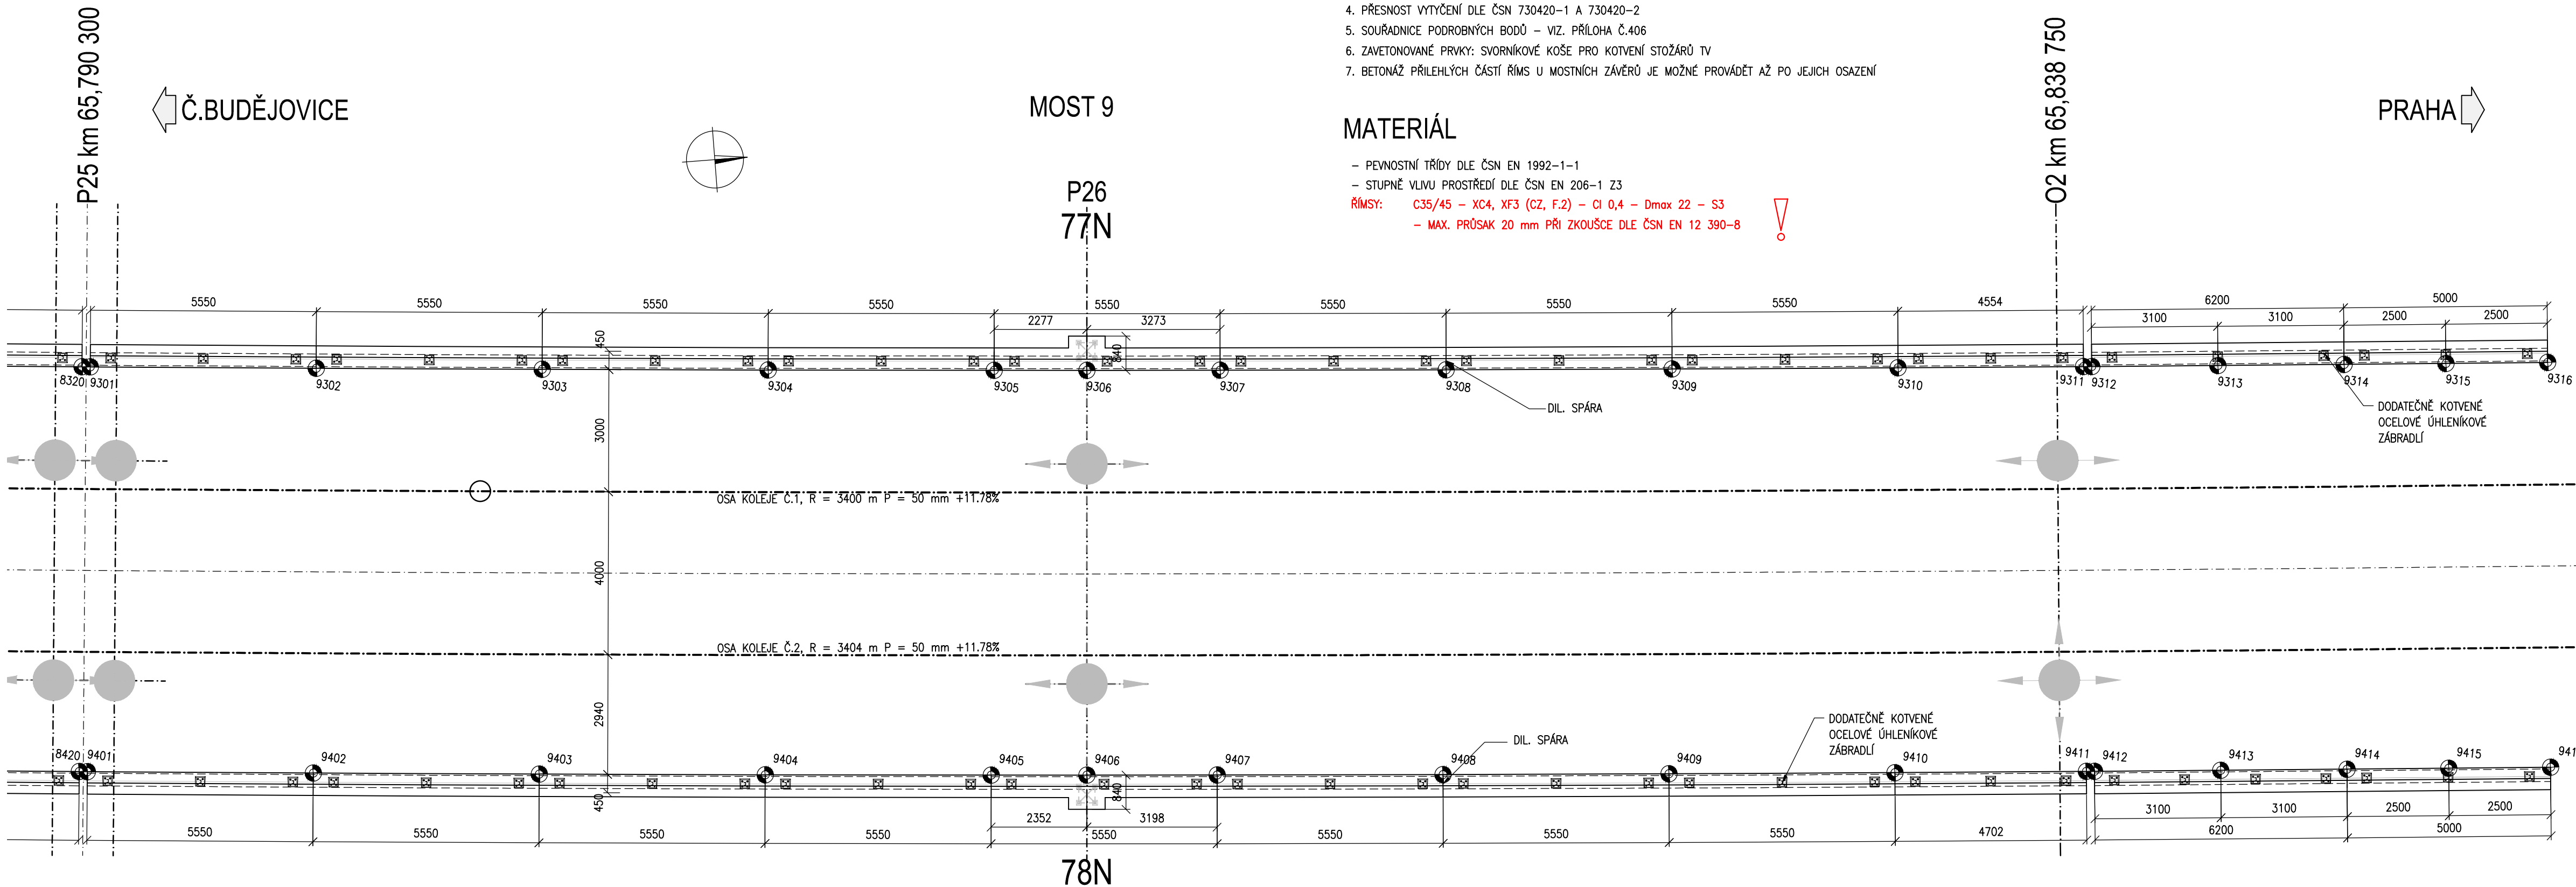 4. PŘESNOST VYTYČENÍ DLE ČSN 730420-1 A 730420-2
5. SOUŘADNICE PODROBNÝCH BODŮ – VIZ. PŘÍLOHA Č.406
6. ZAVETONOVANÉ PRVKY: SVORNÍKOVÉ KOŠE PRO KOTVENÍ STOŽÁRŮ TV
7. BETONÁŽ PŘILEHLÝCH ČÁSTÍ ŘÍMS U MOSTNÍCH ZÁVĚRŮ JE MOŽNÉ PROVÁDĚT AŽ PO JEJICH OSAZENÍ
P25 km 65,790 300
Č.BUDĚJOVICE
MOST 9
P26
77N
MATERIÁL
– PEVNOSTNÍ TŘÍDY DLE ČSN EN 1992-1-1
– STUPNĚ VLIVU PROSTŘEDÍ DLE ČSN EN 206-1 Z3
ŘÍMSY: C35/45 – XC4, XF3 (CZ, F.2) – Cl 0,4 – Dmax 22 – S3
– MAX. PRŮSAK 20 mm PŘI ZKOUŠCE DLE ČSN EN 12 390-8
O2 km 65,838 750
PRAHA
5550 5550 5550 5550 5550 5550 5550 5550 4554 6200 5000
2277 3273 3100 3100 2500 2500
450 840
8320 9301 9302 9303 9304 9305 9306 9307 9308 9309 9310 9311 9312 9313 9314 9315 9316
DIL. SPÁRA
DODATEČNĚ KOTVENÉ
OCELOVÉ ÚHLENÍKOVÉ
ZÁBRADLÍ
3000
OSA KOLEJE Č.1, R = 3400 m P = 50 mm +11.78%
4000
OSA KOLEJE Č.2, R = 3404 m P = 50 mm +11.78%
2940
DODATEČNĚ KOTVENÉ
OCELOVÉ ÚHLENÍKOVÉ
ZÁBRADLÍ
DIL. SPÁRA
8420 9401 9402 9403 9404 9405 9406 9407 9408 9409 9410 9411 9412 9413 9414 9415 941
450 840
2352 3198 3100 3100 2500 2500
5550 5550 5550 5550 5550 5550 5550 5550 4702 6200 5000
78N